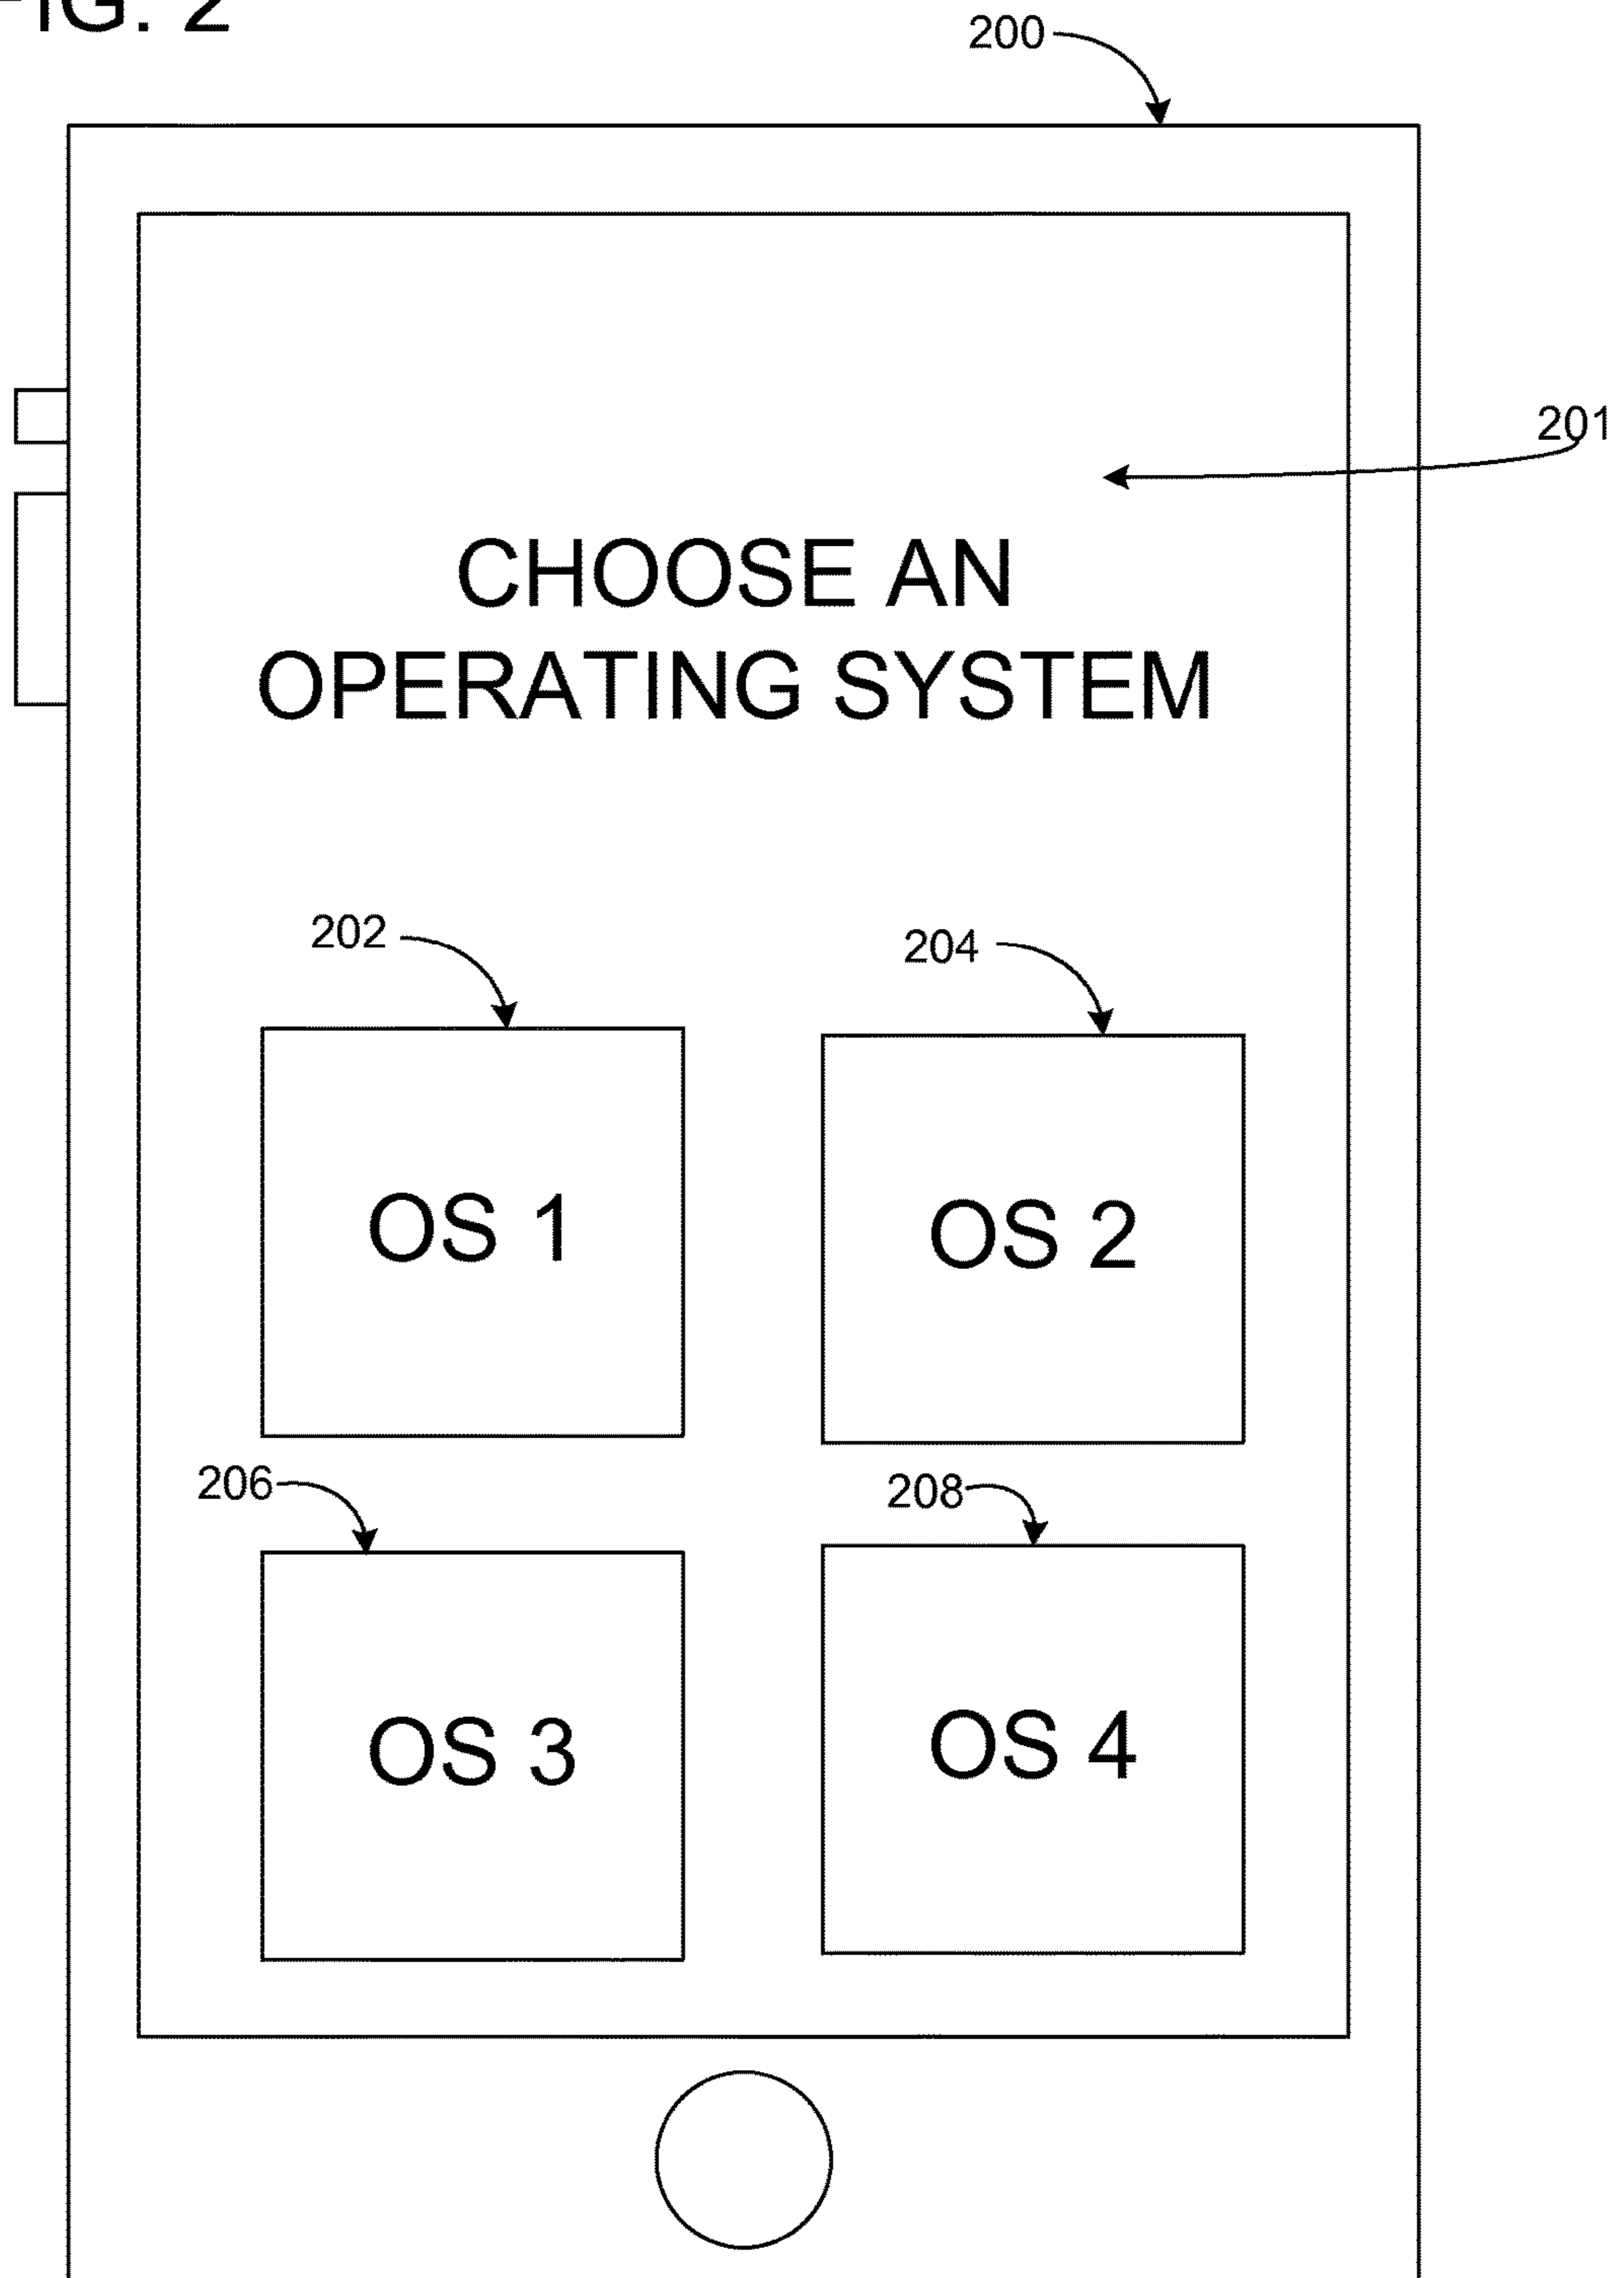 FIG. 2
200
201
CHOOSE AN
OPERATING SYSTEM
202
204
OS 1
OS 2
206
208
OS 3
OS 4